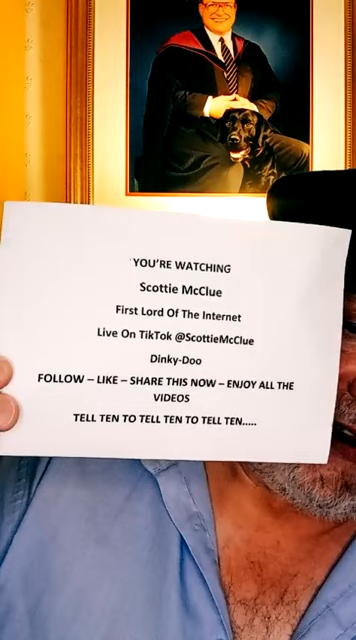 YOU'RE WATCHING
Scottie McClue
First Lord Of The Internet
Live On TikTok @ScottieMcClue
Dinky-Doo
FOLLOW – LIKE – SHARE THIS NOW – ENJOY ALL THE
VIDEOS
TELL TEN TO TELL TEN TO TELL TEN.....